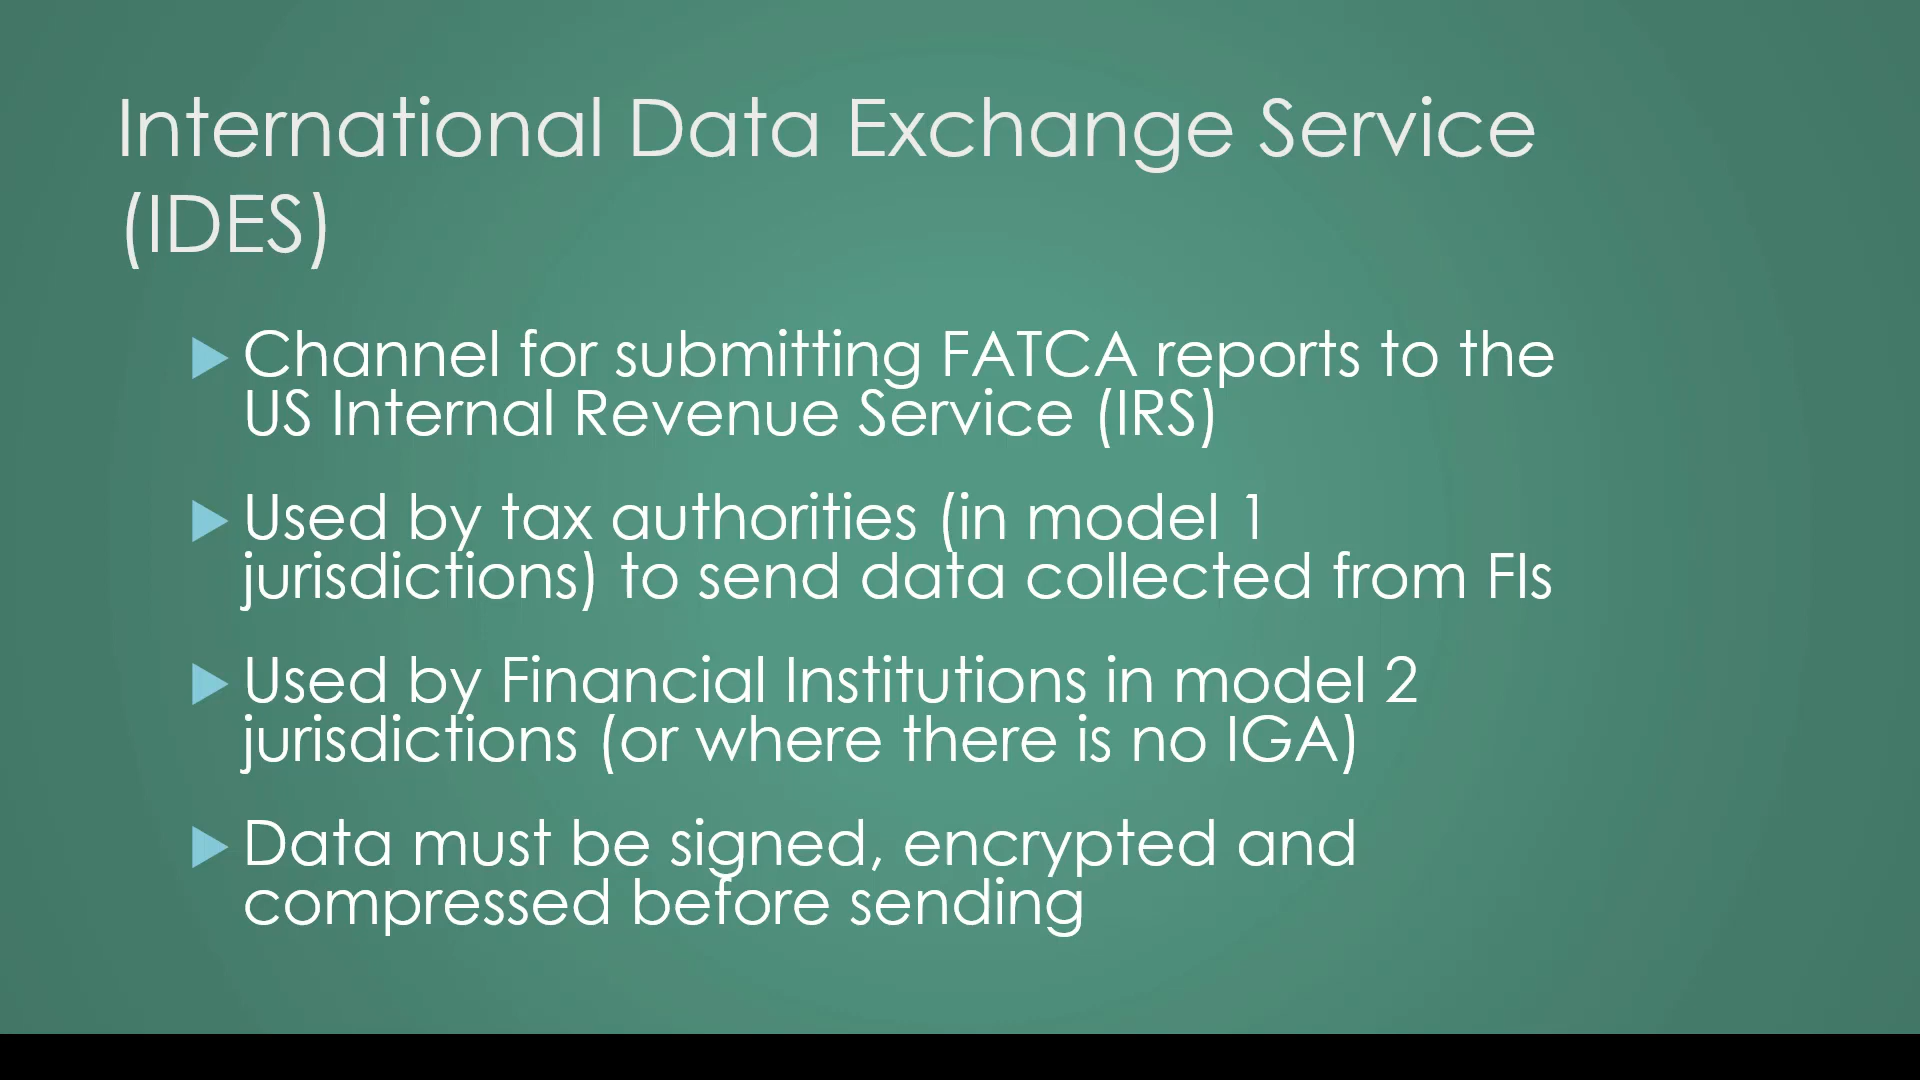 International Data Exchange Service
(IDES)
Channel for submitting FATCA reports to the
US Internal Revenue Service (IRS)
Used by tax authorities (in model 1
jurisdictions) to send data collected from FIs
Used by Financial Institutions in model 2
jurisdictions (or where there is no IGA)
Data must be signed, encrypted and
compressed before sending